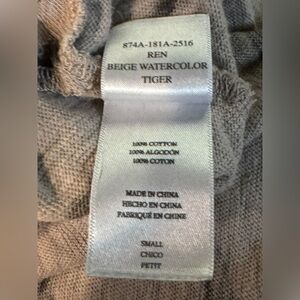 874A-181A-2516
REN
BEIGE WATERCOLOR
TIGER
100% COTTON
100% ALGODÓN
100% COTON
MADE IN CHINA
HECHO EN CHINA
FABRIQUÉ EN CHINE
SMALL
CHICO
PETIT